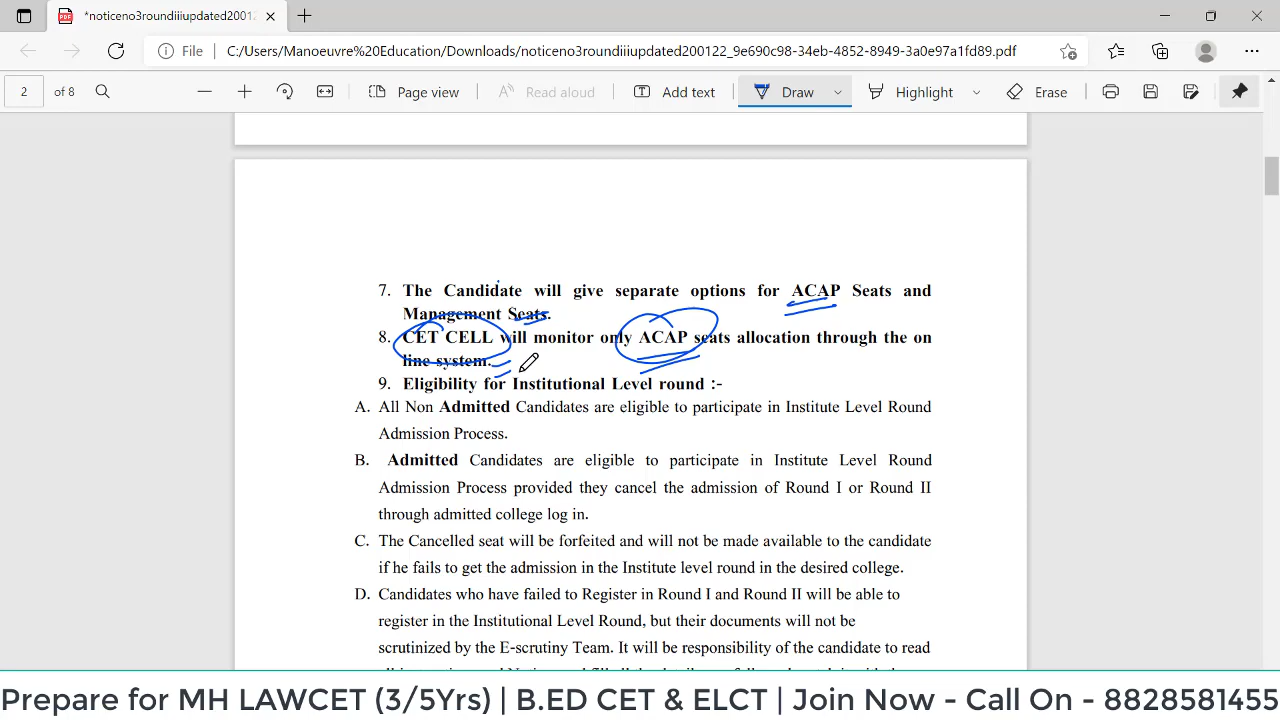 *noticeno3roundiiiupdated20012
File
C:/Users/Manoeuvre%20Education/Downloads/noticeno3roundiiiupdated200122_9e690c98-34eb-4852-8949-3a0e97a1fd89.pdf
2 of 8
Page view
Read aloud
Add text
Draw
Highlight
Erase
7. The Candidate will give separate options for ACAP Seats and
Management Seats.
8. CET CELL will monitor only ACAP seats allocation through the on
line system.
9. Eligibility for Institutional Level round :-
A. All Non Admitted Candidates are eligible to participate in Institute Level Round
Admission Process.
B. Admitted Candidates are eligible to participate in Institute Level Round
Admission Process provided they cancel the admission of Round I or Round II
through admitted college log in.
C. The Cancelled seat will be forfeited and will not be made available to the candidate
if he fails to get the admission in the Institute level round in the desired college.
D. Candidates who have failed to Register in Round I and Round II will be able to
register in the Institutional Level Round, but their documents will not be
scrutinized by the E-scrutiny Team. It will be responsibility of the candidate to read
Prepare for MH LAWCET (3/5Yrs) | B.ED CET & ELCT | Join Now - Call On - 8828581455